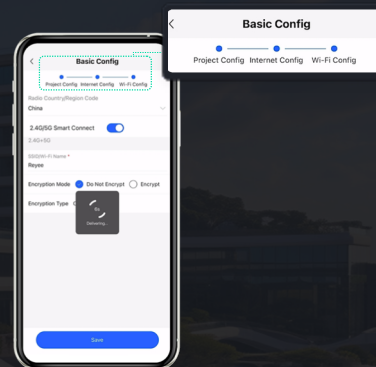 Basic Config
Project Config Internet Config Wi-Fi Config
Basic Config
Project Config Internet Config Wi-Fi Config
Radio Country/Region Code
China
2.4G/5G Smart Connect
2.4G+5G
SSID/Wi-Fi Name *
Reyee
Encryption Mode Do Not Encrypt Encrypt
Encryption Type
Delivering...
Save